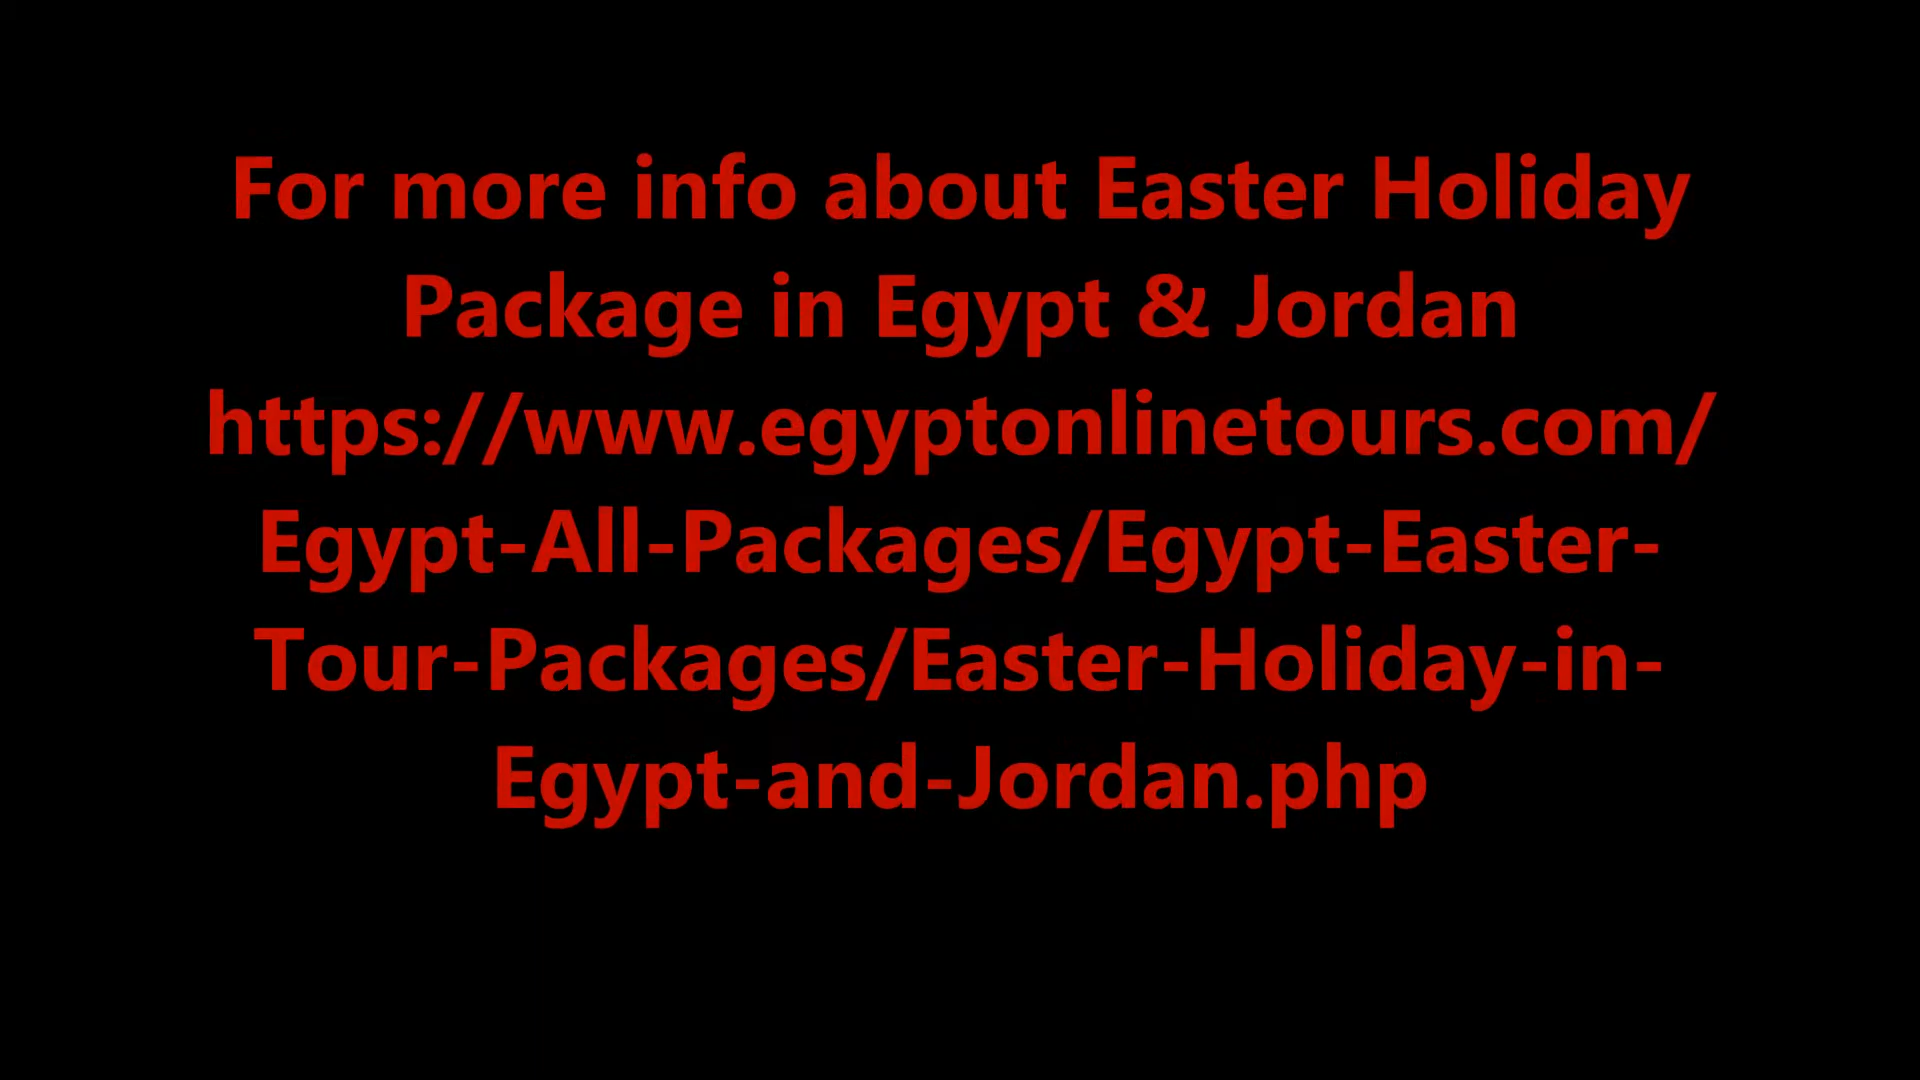 For more info about Easter Holiday
Package in Egypt & Jordan
https://www.egyptonlinetours.com/
Egypt-All-Packages/Egypt-Easter-
Tour-Packages/Easter-Holiday-in-
Egypt-and-Jordan.php